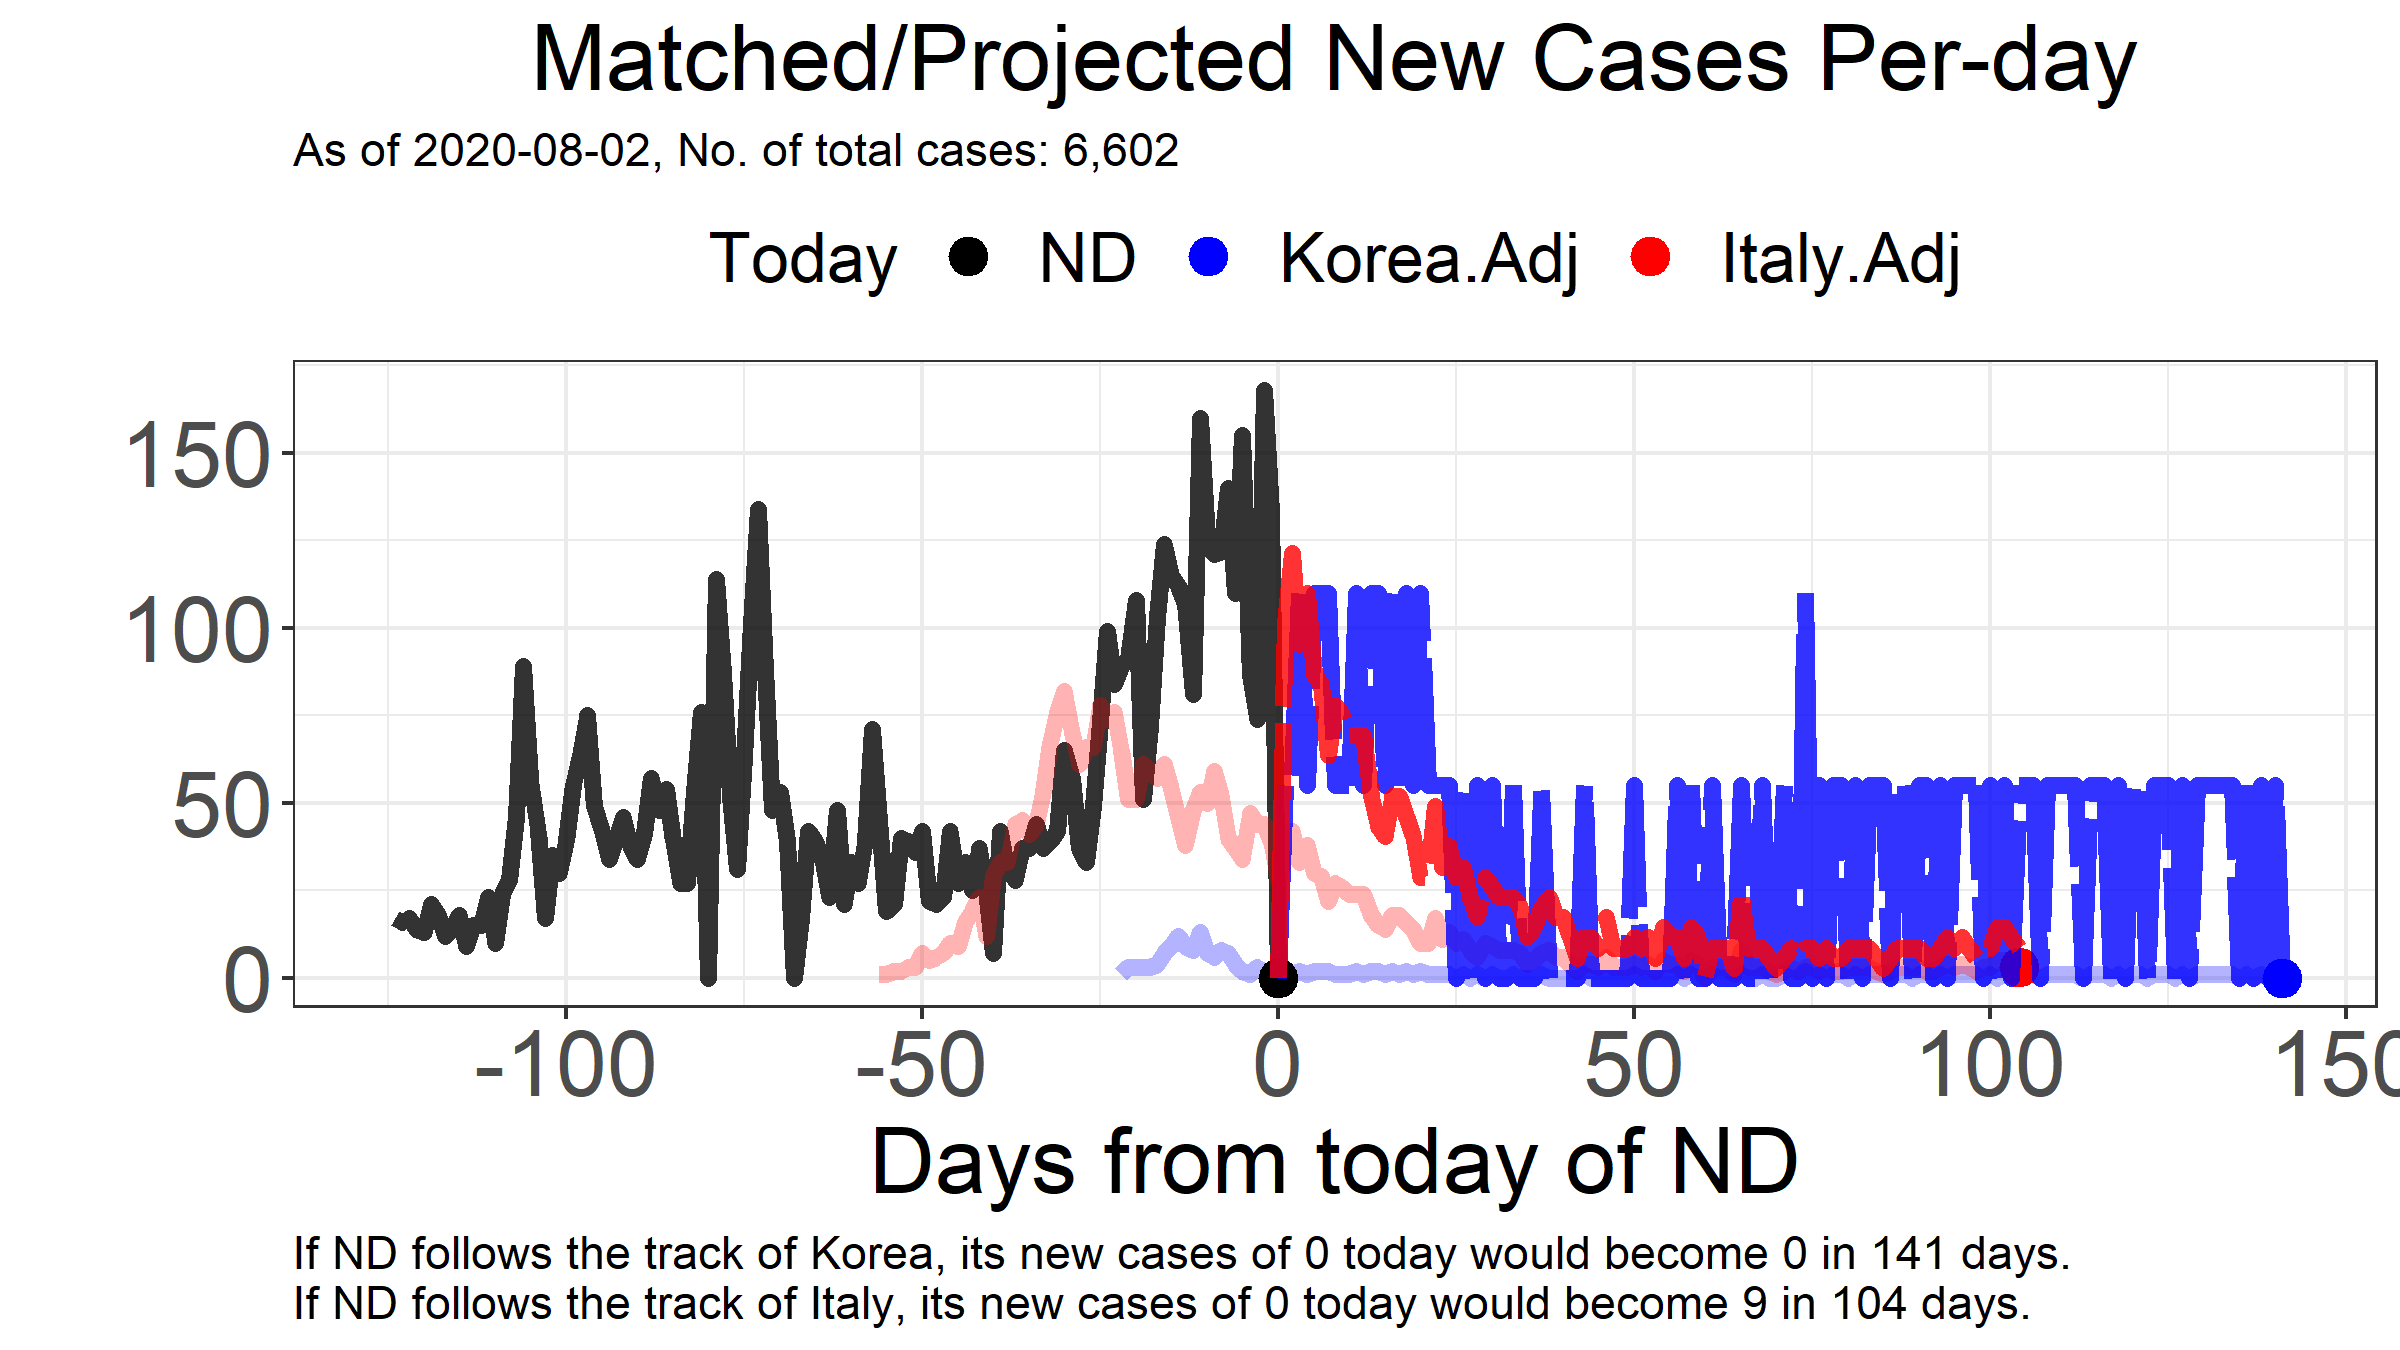 Matched/Projected New Cases Per-day
As of 2020-08-02, No. of total cases: 6,602
Today ND Korea.Adj Italy.Adj
150
100
50
0
-100 -50 0 50 100 150
Days from today of ND
If ND follows the track of Korea, its new cases of 0 today would become 0 in 141 days.
If ND follows the track of Italy, its new cases of 0 today would become 9 in 104 days.